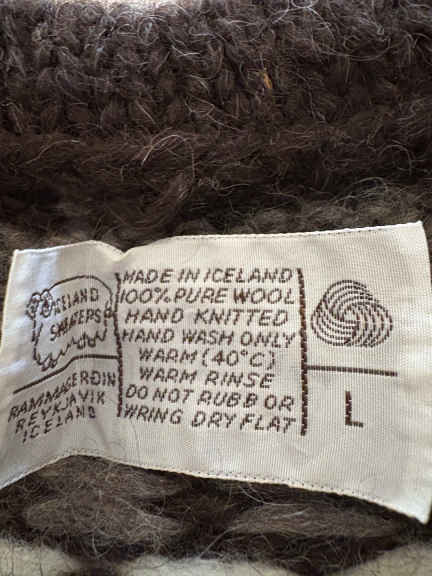 ICELAND
SWEATERS
RAMMAGERÐIN
REYKJAVIK
ICELAND
MADE IN ICELAND
100% PURE WOOL
HAND KNITTED
HAND WASH ONLY
WARM (40°C)
WARM RINSE
DO NOT RUBB OR
WRING DRY FLAT
L